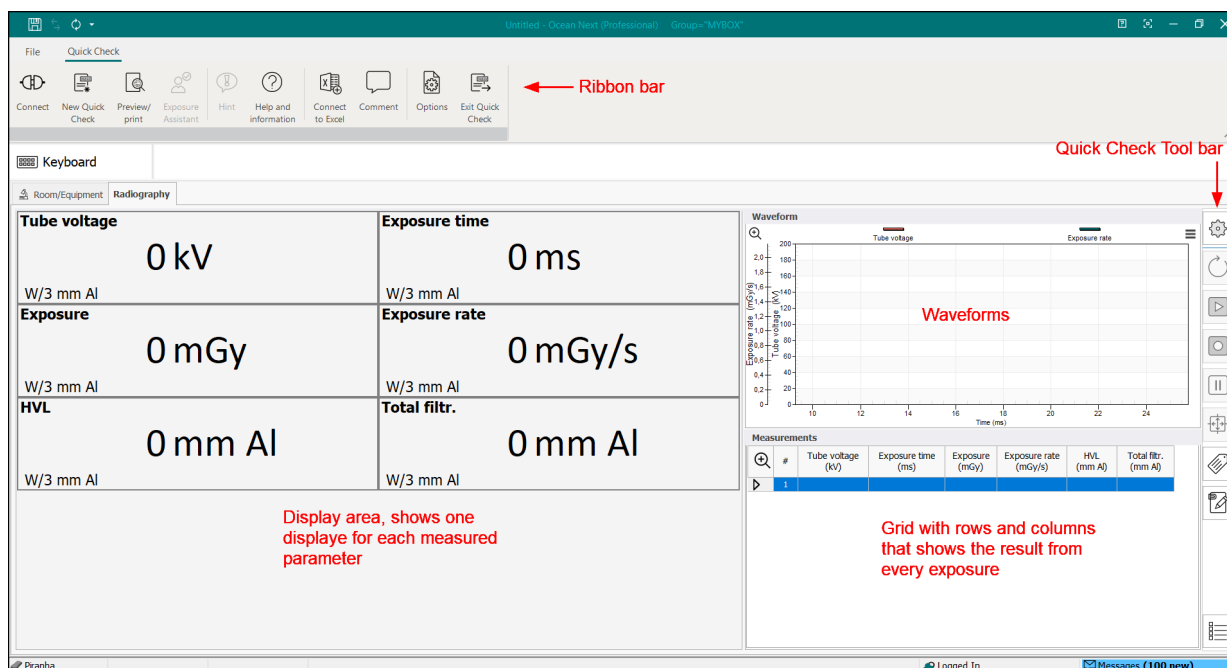 Untitled - Ocean Next (Professional) Group="MYBOX"
File Quick Check
Connect New Quick Check Preview/ print Exposure Assistant Hint Help and information Connect to Excel Comment Options Exit Quick Check
Ribbon bar
Keyboard
Quick Check Tool bar
Room/Equipment Radiography
Tube voltage
0 kV
W/3 mm Al
Exposure time
0 ms
W/3 mm Al
Exposure
0 mGy
W/3 mm Al
Exposure rate
0 mGy/s
W/3 mm Al
HVL
0 mm Al
W/3 mm Al
Total filtr.
0 mm Al
W/3 mm Al
Display area, shows one
displaye for each measured
parameter
Waveform
Tube voltage Exposure rate
Exposure rate (mGy/s)
2,0
1,8
1,6
1,4
1,2
1,0
0,8
0,6
0,4
0,2
0
Tube voltage (kV)
200
180
160
140
120
100
80
60
40
20
0
Waveforms
10 12 14 16 18 20 22 24
Time (ms)
Measurements
# Tube voltage (kV) Exposure time (ms) Exposure (mGy) Exposure rate (mGy/s) HVL (mm Al) Total filtr. (mm Al)
1
Grid with rows and columns
that shows the result from
every exposure
Piranha Logged In Messages (100 new)